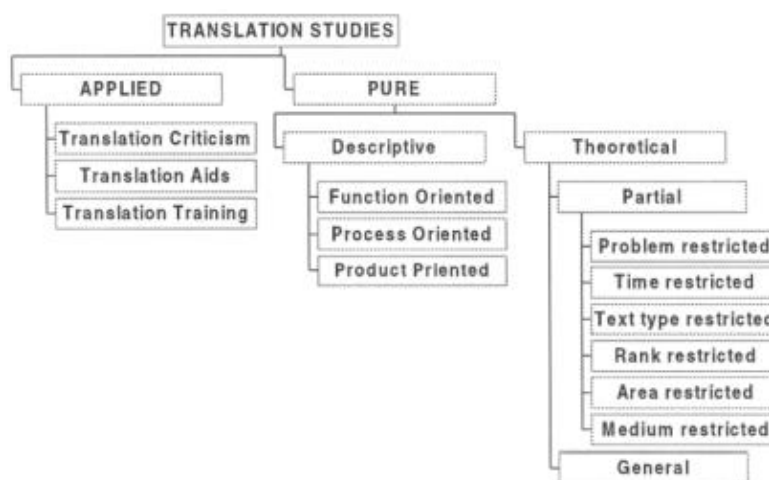 TRANSLATION STUDIES
APPLIED
PURE
Translation Criticism
Translation Aids
Translation Training
Descriptive
Function Oriented
Process Oriented
Product Priented
Theoretical
Partial
Problem restricted
Time restricted
Text type restricted
Rank restricted
Area restricted
Medium restricted
General